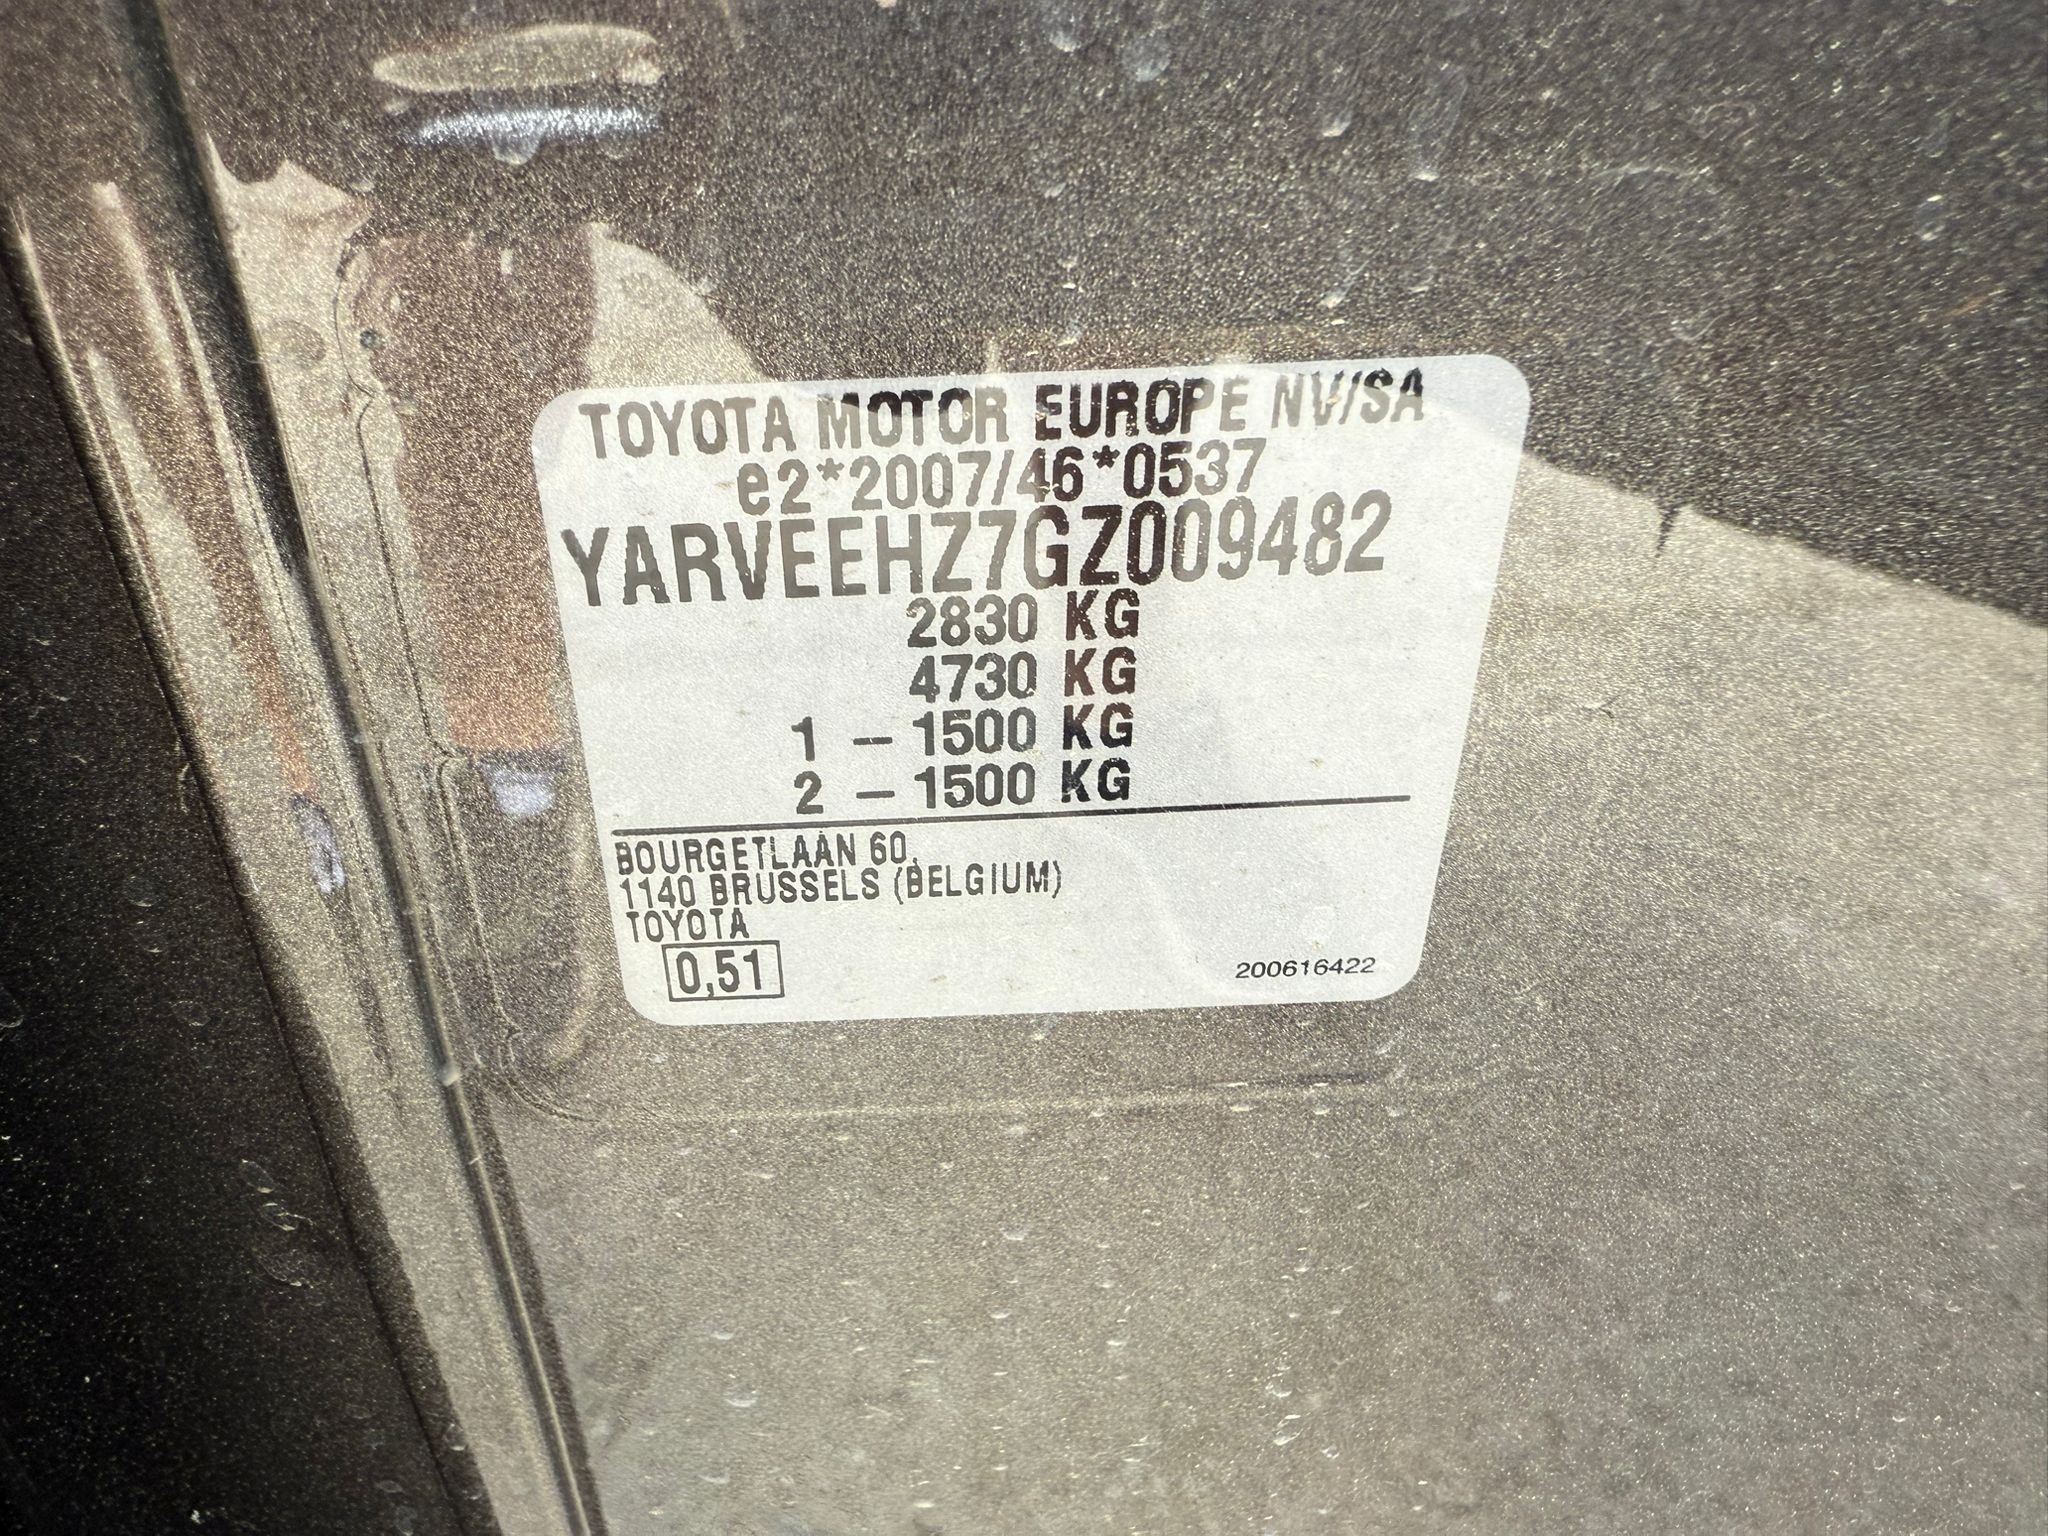 TOYOTA MOTOR EUROPE NV/SA
e2*2007/46*0537
YARVEEHZ7GZ009482
2830 KG
4730 KG
1 – 1500 KG
2 – 1500 KG
BOURGETLAAN 60,
1140 BRUSSELS (BELGIUM)
TOYOTA
0,51
200616422